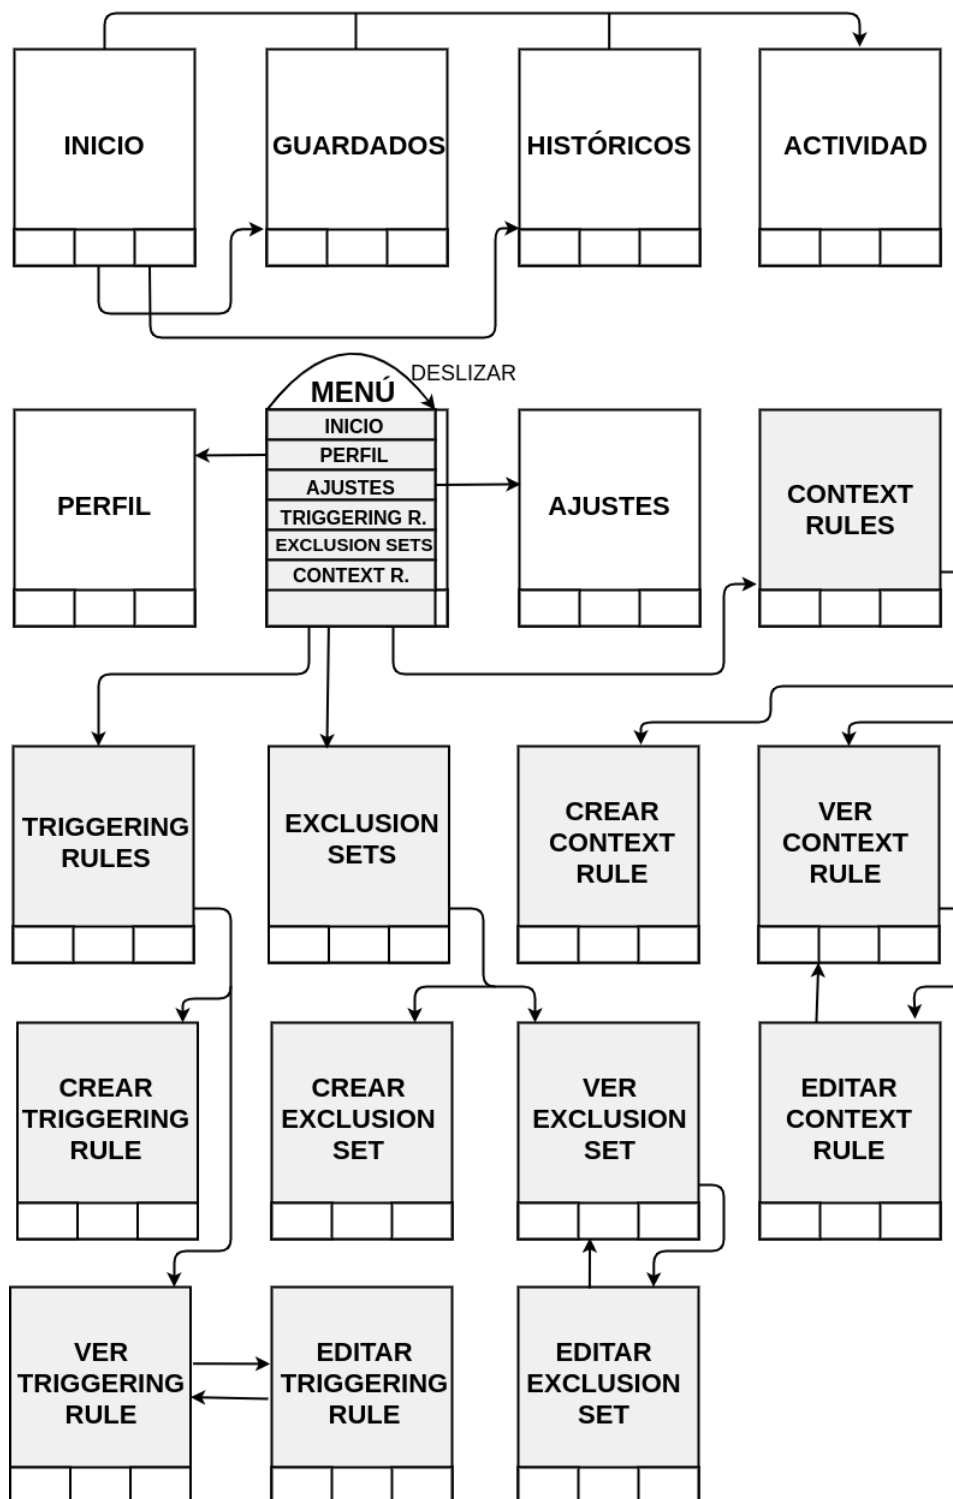 INICIO
GUARDADOS
HISTÓRICOS
ACTIVIDAD
DESLIZAR
MENÚ
INICIO
PERFIL
AJUSTES
TRIGGERING R.
EXCLUSION SETS
CONTEXT R.
PERFIL
AJUSTES
CONTEXT
RULES
TRIGGERING
RULES
EXCLUSION
SETS
CREAR
CONTEXT
RULE
VER
CONTEXT
RULE
CREAR
TRIGGERING
RULE
CREAR
EXCLUSION
SET
VER
EXCLUSION
SET
EDITAR
CONTEXT
RULE
VER
TRIGGERING
RULE
EDITAR
TRIGGERING
RULE
EDITAR
EXCLUSION
SET